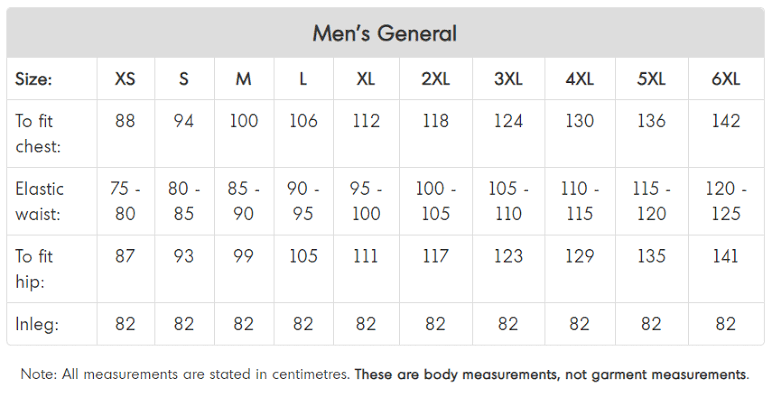 Men's General
Size: XS S M L XL 2XL 3XL 4XL 5XL 6XL
To fit chest: 88 94 100 106 112 118 124 130 136 142
Elastic waist: 75 - 80 80 - 85 85 - 90 90 - 95 95 - 100 100 - 105 105 - 110 110 - 115 115 - 120 120 - 125
To fit hip: 87 93 99 105 111 117 123 129 135 141
Inleg: 82 82 82 82 82 82 82 82 82 82
Note: All measurements are stated in centimetres. These are body measurements, not garment measurements.